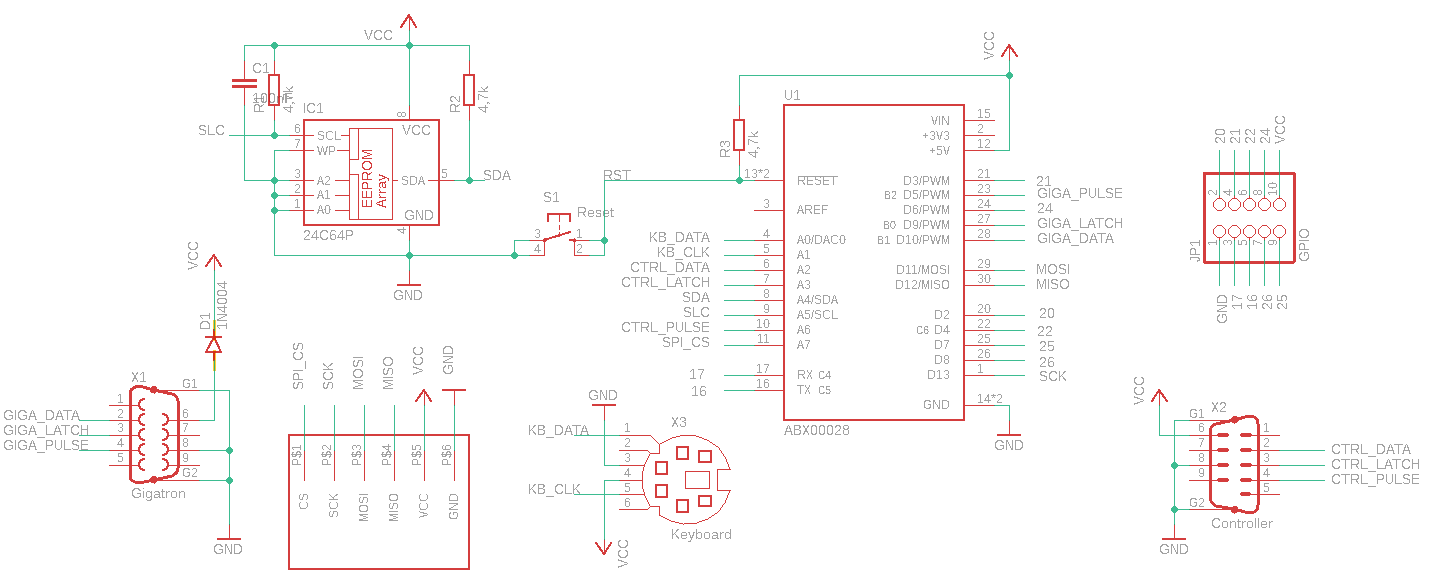 VCC
C1
100nF
4,7k
R2
4,7k
SLC
IC1
6
SCL
7
WP
3
A2
2
A1
1
A0
8
VCC
EEPROM
Array
SDA
5
SDA
GND
4
24C64P
GND
S1
Reset
3
4
1
2
RST
R3
4,7k
VCC
U1
13*2
RESET
3
AREF
KB_DATA
4
A0/DAC0
KB_CLK
5
A1
CTRL_DATA
6
A2
CTRL_LATCH
7
A3
SDA
8
A4/SDA
SLC
9
A5/SCL
CTRL_PULSE
10
A6
SPI_CS
11
A7
17
17
RX C4
16
16
TX C5
VIN
15
+3V3
2
+5V
12
D3/PWM
21
21
B2 D5/PWM
23
GIGA_PULSE
D6/PWM
24
24
B0 D9/PWM
27
GIGA_LATCH
B1 D10/PWM
28
GIGA_DATA
D11/MOSI
29
MOSI
D12/MISO
30
MISO
D2
20
20
C6 D4
22
22
D7
25
25
D8
26
26
D13
1
SCK
GND
14*2
GND
ABX00028
20
21
22
24
VCC
2
4
6
8
10
1
3
5
7
9
JP1
GPIO
GND
17
16
26
25
VCC
D1
1N4004
X1
G1
1
GIGA_DATA
2
6
GIGA_LATCH
3
7
GIGA_PULSE
4
8
5
9
G2
Gigatron
GND
SPI_CS
SCK
MOSI
MISO
VCC
GND
P$1
P$2
P$3
P$4
P$5
P$6
CS
SCK
MOSI
MISO
VCC
GND
GND
X3
KB_DATA
1
2
3
4
KB_CLK
5
6
Keyboard
VCC
VCC
X2
G1
6
1
7
2
CTRL_DATA
8
3
CTRL_LATCH
9
4
CTRL_PULSE
5
G2
Controller
GND